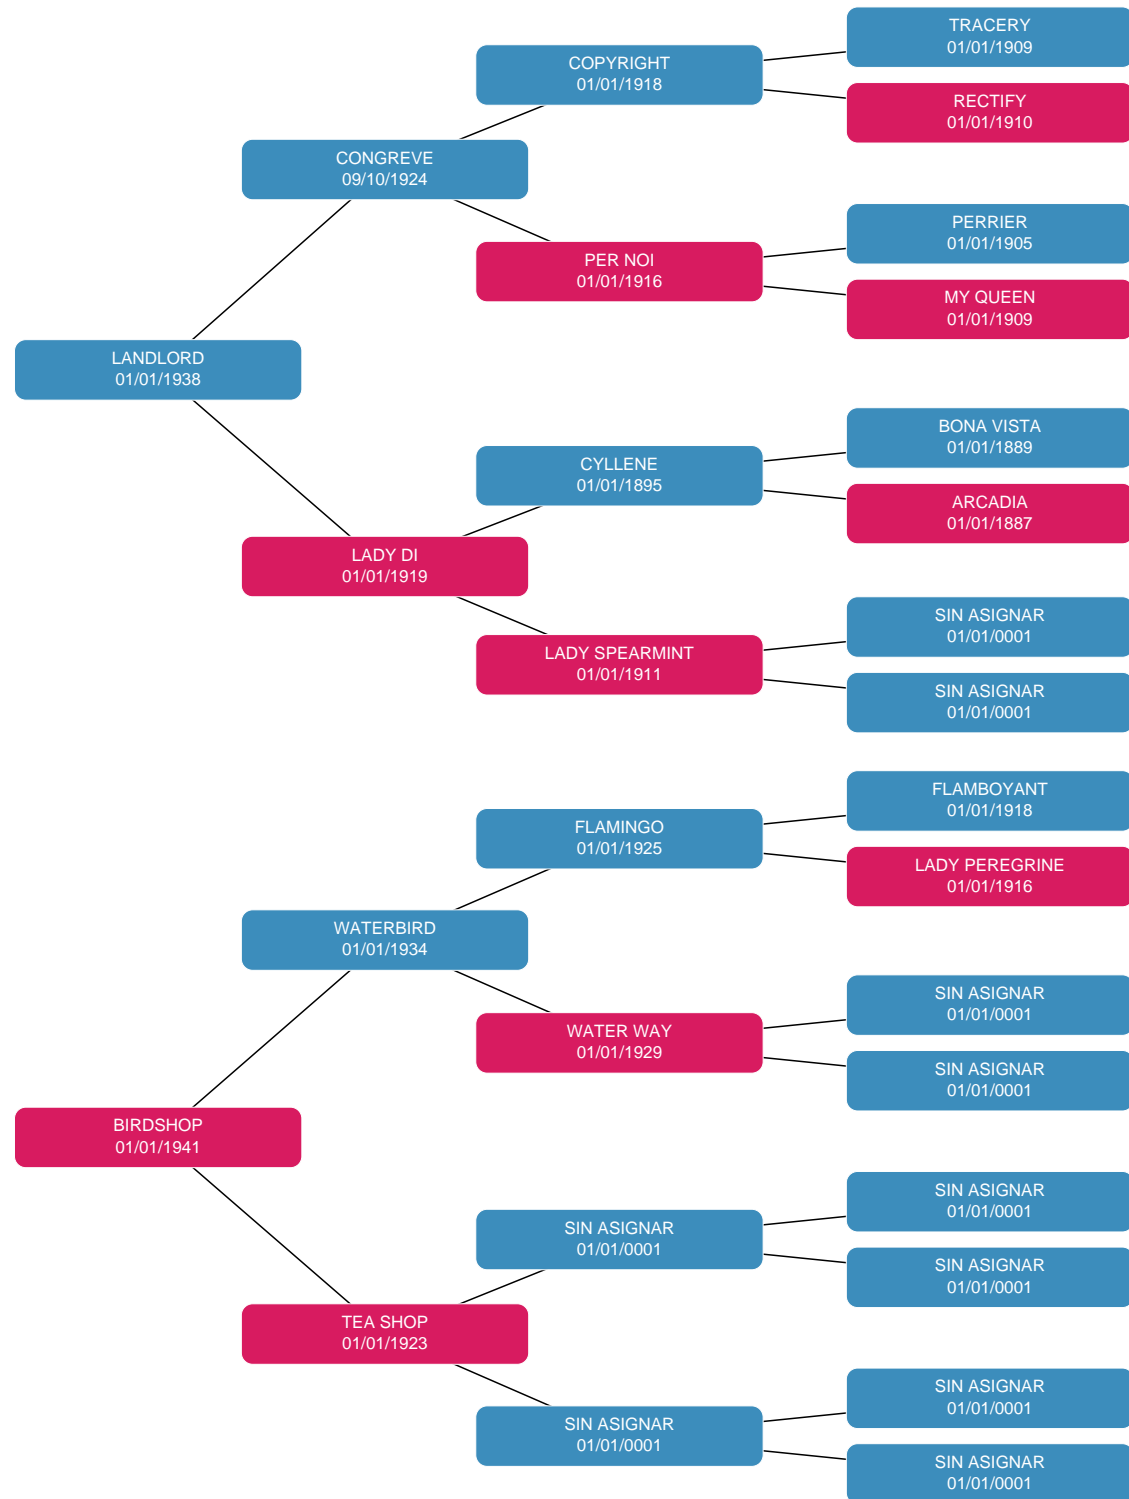 TRACERY
01/01/1909
COPYRIGHT
01/01/1918
RECTIFY
01/01/1910
CONGREVE
09/10/1924
PERRIER
01/01/1905
PER NOI
01/01/1916
MY QUEEN
01/01/1909
LANDLORD
01/01/1938
BONA VISTA
01/01/1889
CYLLENE
01/01/1895
ARCADIA
01/01/1887
LADY DI
01/01/1919
SIN ASIGNAR
01/01/0001
LADY SPEARMINT
01/01/1911
SIN ASIGNAR
01/01/0001
FLAMBOYANT
01/01/1918
FLAMINGO
01/01/1925
LADY PEREGRINE
01/01/1916
WATERBIRD
01/01/1934
SIN ASIGNAR
01/01/0001
WATER WAY
01/01/1929
SIN ASIGNAR
01/01/0001
BIRDSHOP
01/01/1941
SIN ASIGNAR
01/01/0001
SIN ASIGNAR
01/01/0001
SIN ASIGNAR
01/01/0001
TEA SHOP
01/01/1923
SIN ASIGNAR
01/01/0001
SIN ASIGNAR
01/01/0001
SIN ASIGNAR
01/01/0001